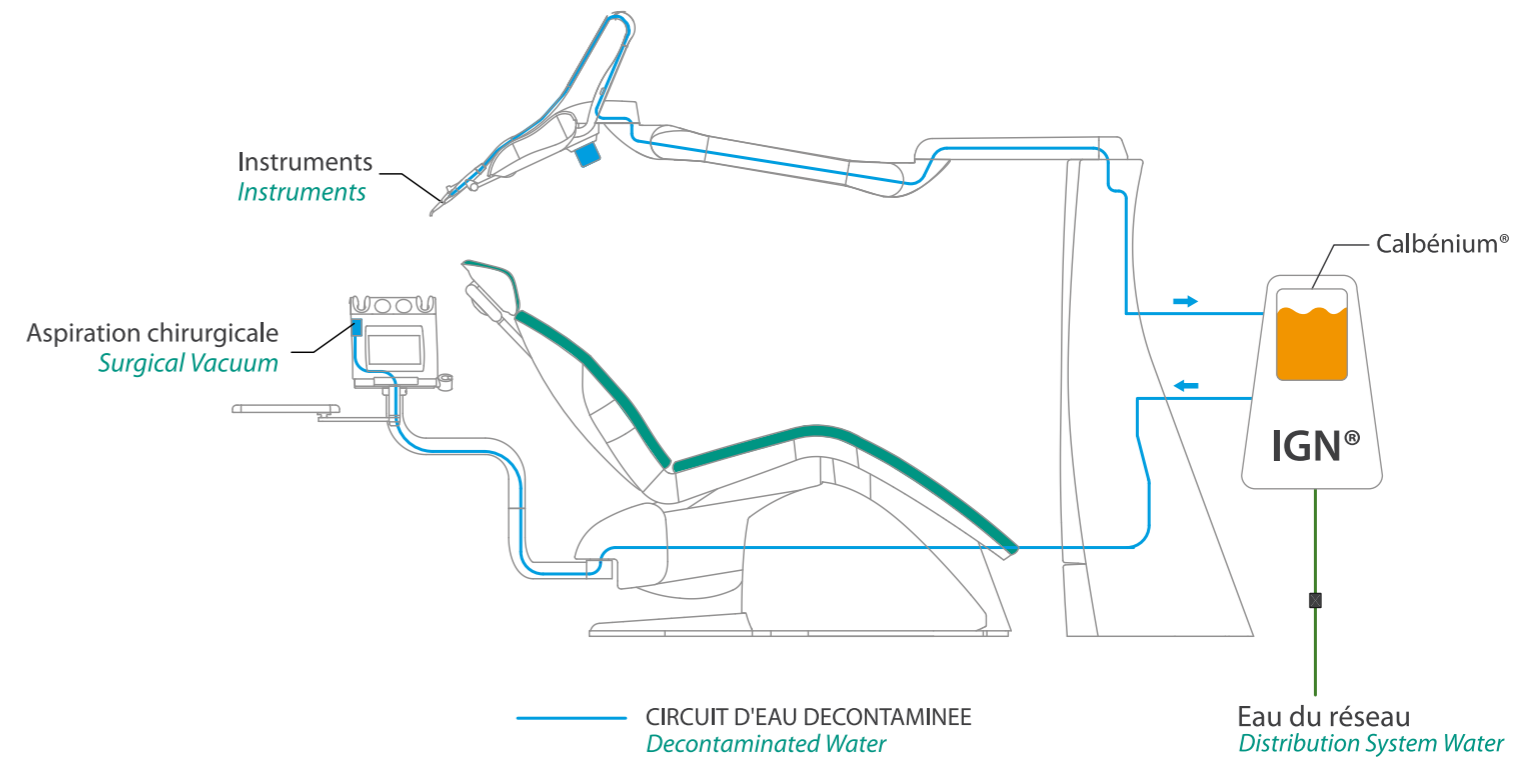 Instruments
Instruments
Calbénium®
Aspiration chirurgicale
Surgical Vacuum
IGN®
CIRCUIT D'EAU DECONTAMINEE
Decontaminated Water
Eau du réseau
Distribution System Water